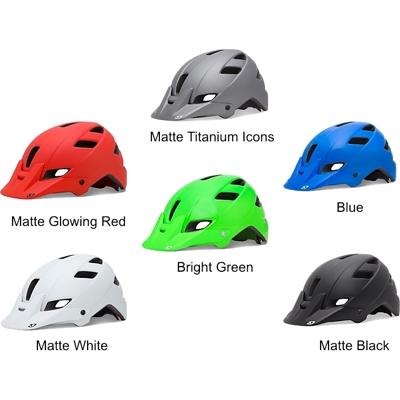 Matte Titanium Icons
Matte Glowing Red
Blue
Bright Green
Matte White
Matte Black